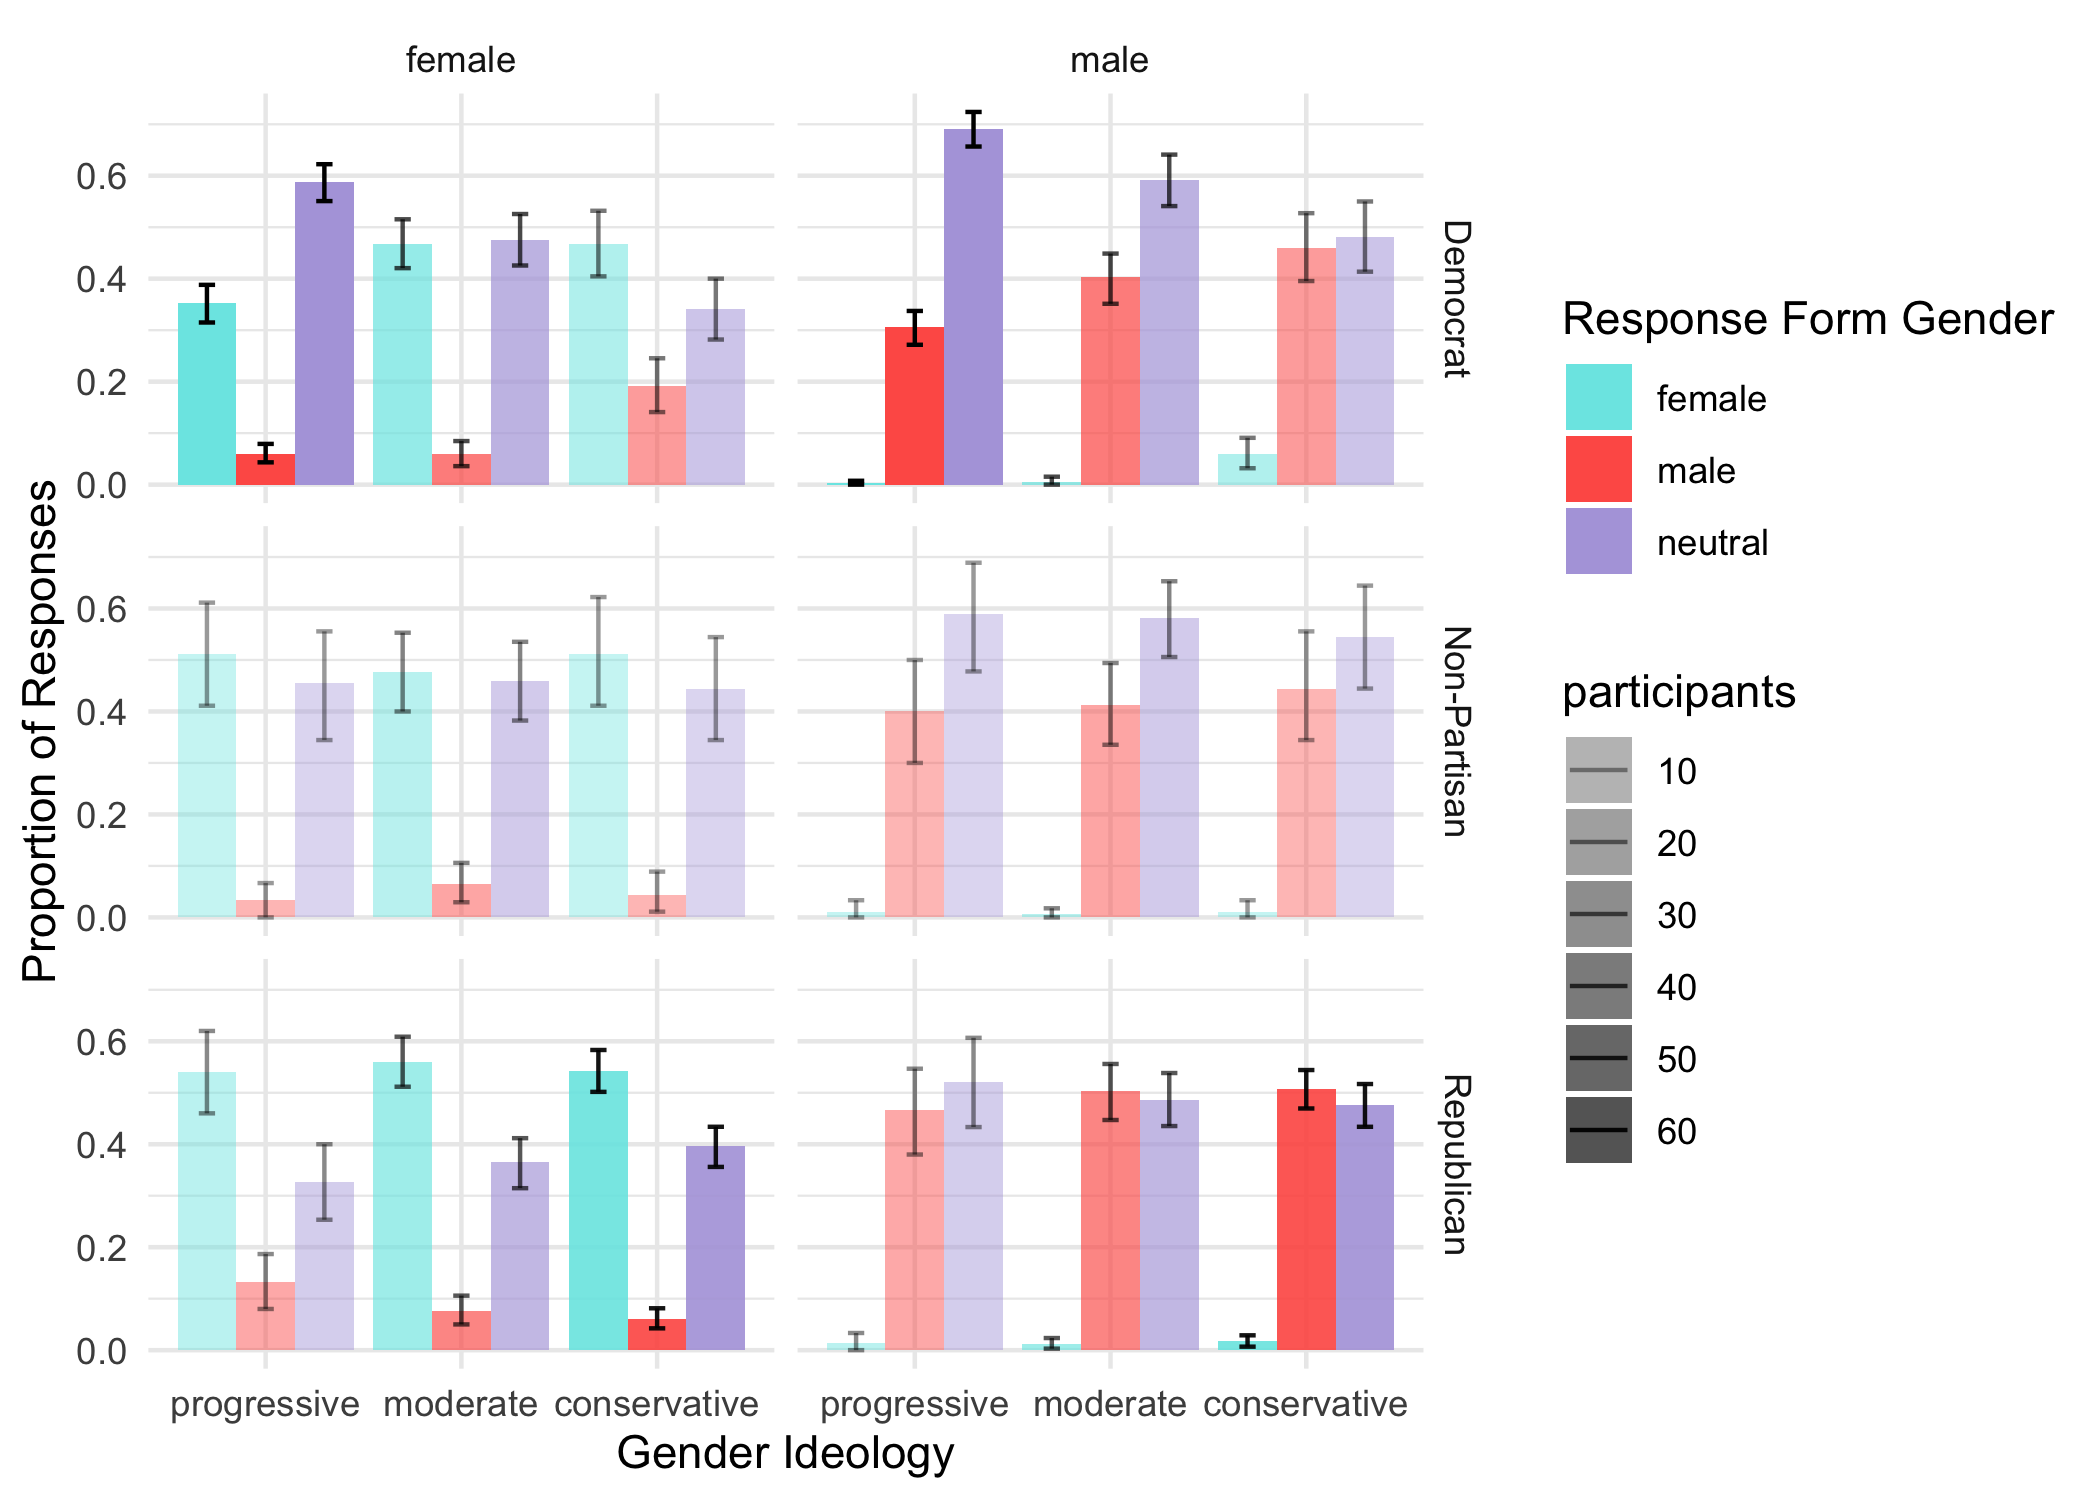 female
male
0.6
0.4
0.2
0.0
Democrat
0.6
0.4
0.2
0.0
Non-Partisan
0.6
0.4
0.2
0.0
Republican
progressive
moderate
conservative
progressive
moderate
conservative
Gender Ideology
Proportion of Responses
Response Form Gender
female
male
neutral
participants
10
20
30
40
50
60